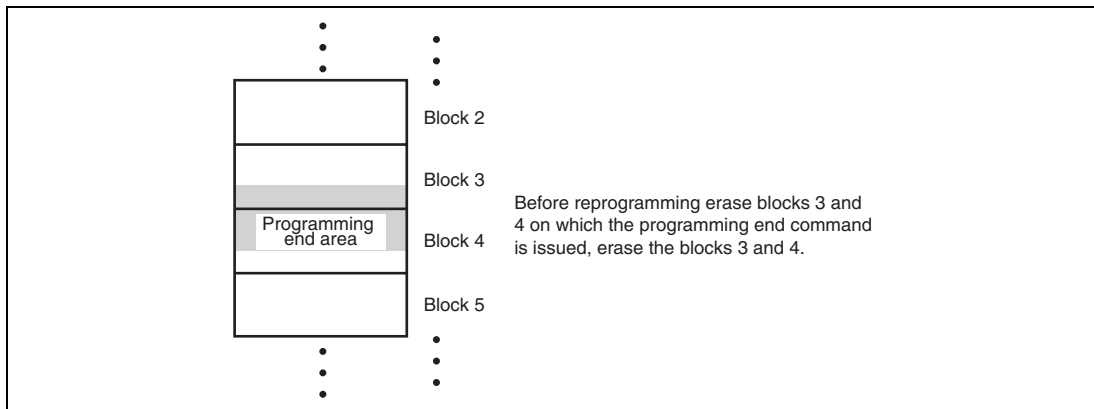 Block 2
Block 3
Programming
end area
Block 4
Block 5
Before reprogramming erase blocks 3 and
4 on which the programming end command
is issued, erase the blocks 3 and 4.